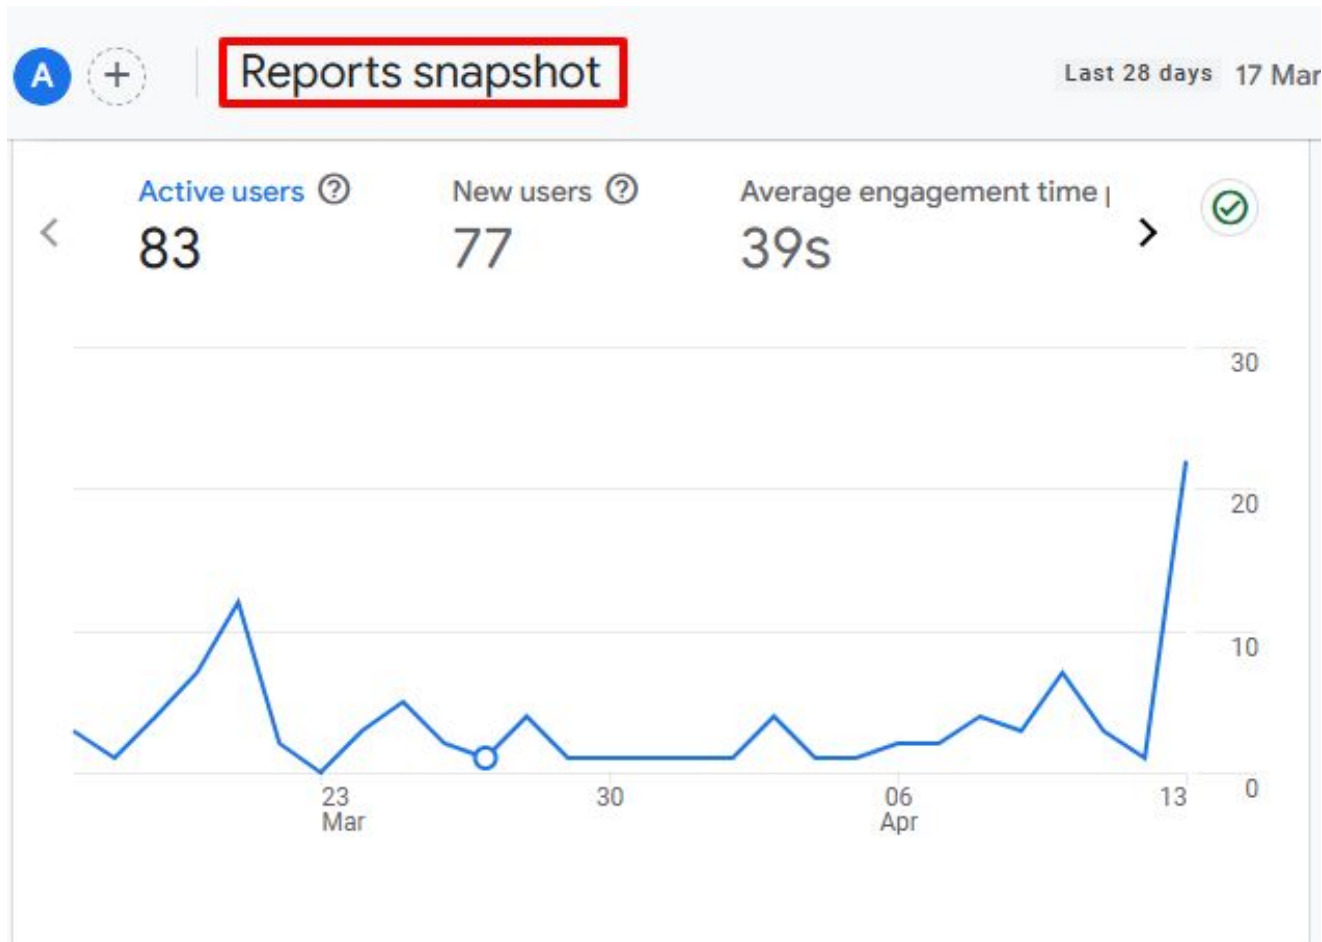 A + Reports snapshot Last 28 days 17 Mar
Active users ? New users ? Average engagement time
83 77 39s
30
20
10
0
23 30 06 13
Mar Apr